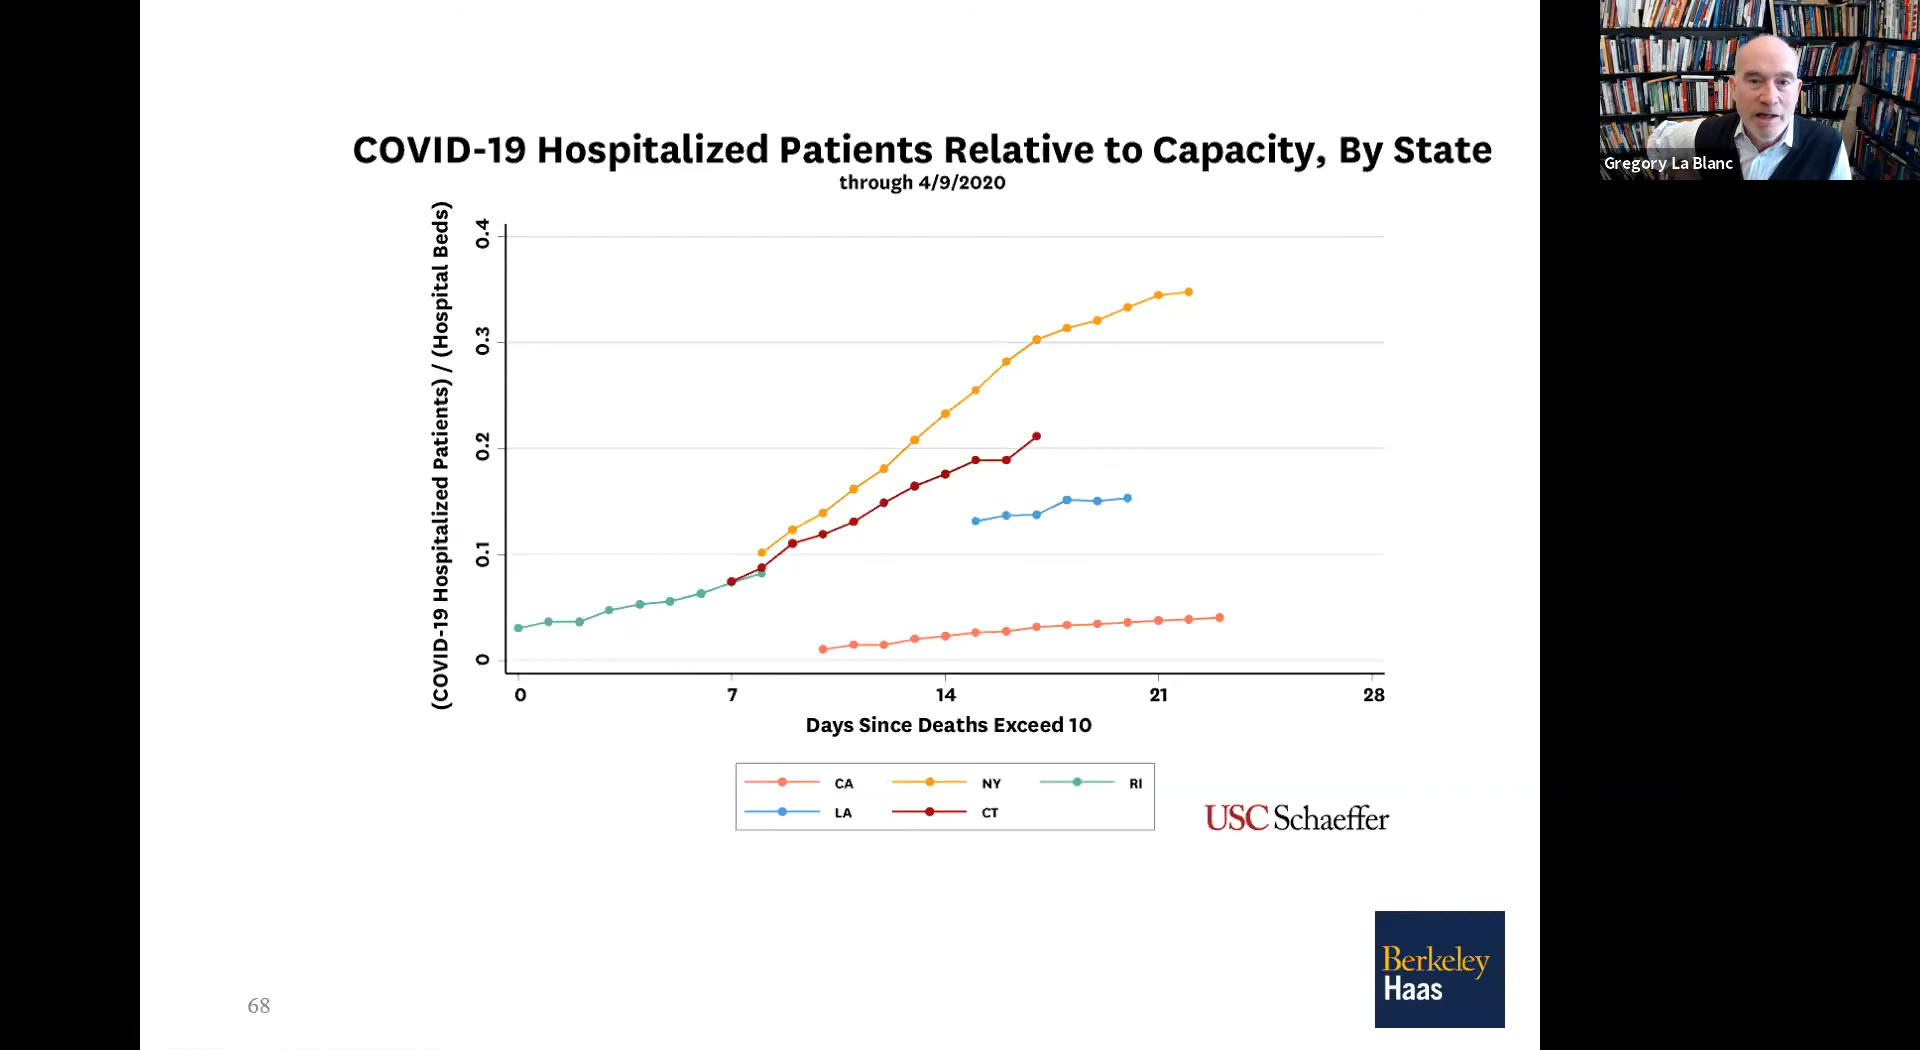 Gregory La Blanc
COVID-19 Hospitalized Patients Relative to Capacity, By State
through 4/9/2020
(COVID-19 Hospitalized Patients) / (Hospital Beds)
0.4
0.3
0.2
0.1
0
0 7 14 21 28
Days Since Deaths Exceed 10
CA NY RI
LA CT
USC Schaeffer
Berkeley
Haas
68